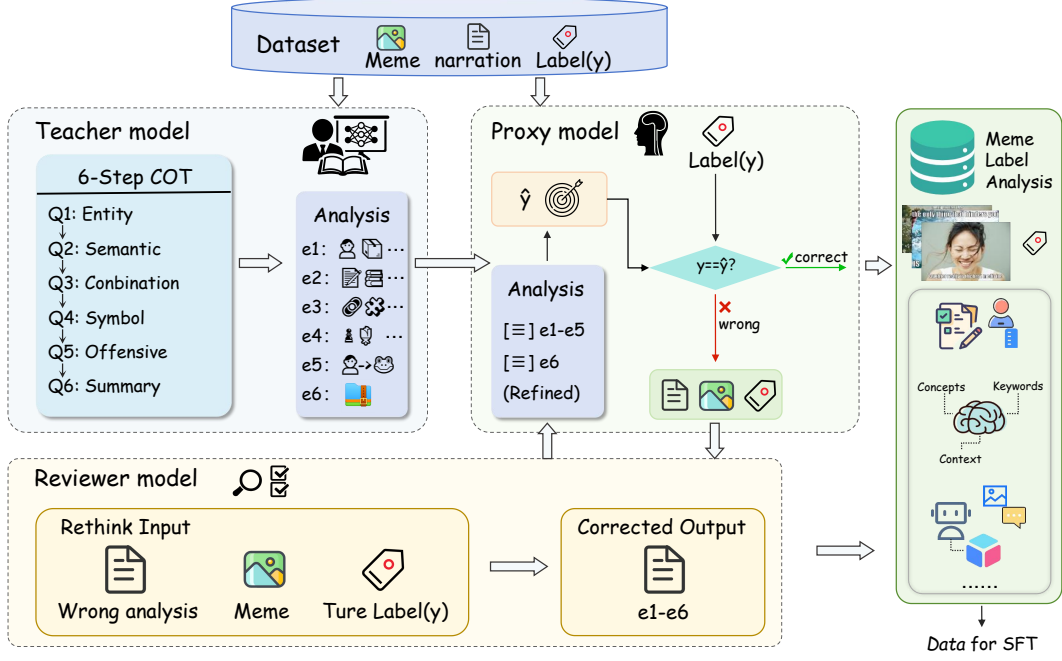 Dataset
Meme narration Label(y)
Teacher model
6-Step COT
Q1: Entity
Q2: Semantic
Q3: Conbination
Q4: Symbol
Q5: Offensive
Q6: Summary
Analysis
e1: ...
e2: ...
e3: ...
e4: ...
e5: ->
e6:
Proxy model
Label(y)
ŷ
y==ŷ?
correct
wrong
Analysis
[≡] e1-e5
[≡] e6
(Refined)
Reviewer model
Rethink Input
Wrong analysis Meme Ture Label(y)
Corrected Output
e1-e6
Meme
Label
Analysis
Concepts Keywords
Context
......
Data for SFT